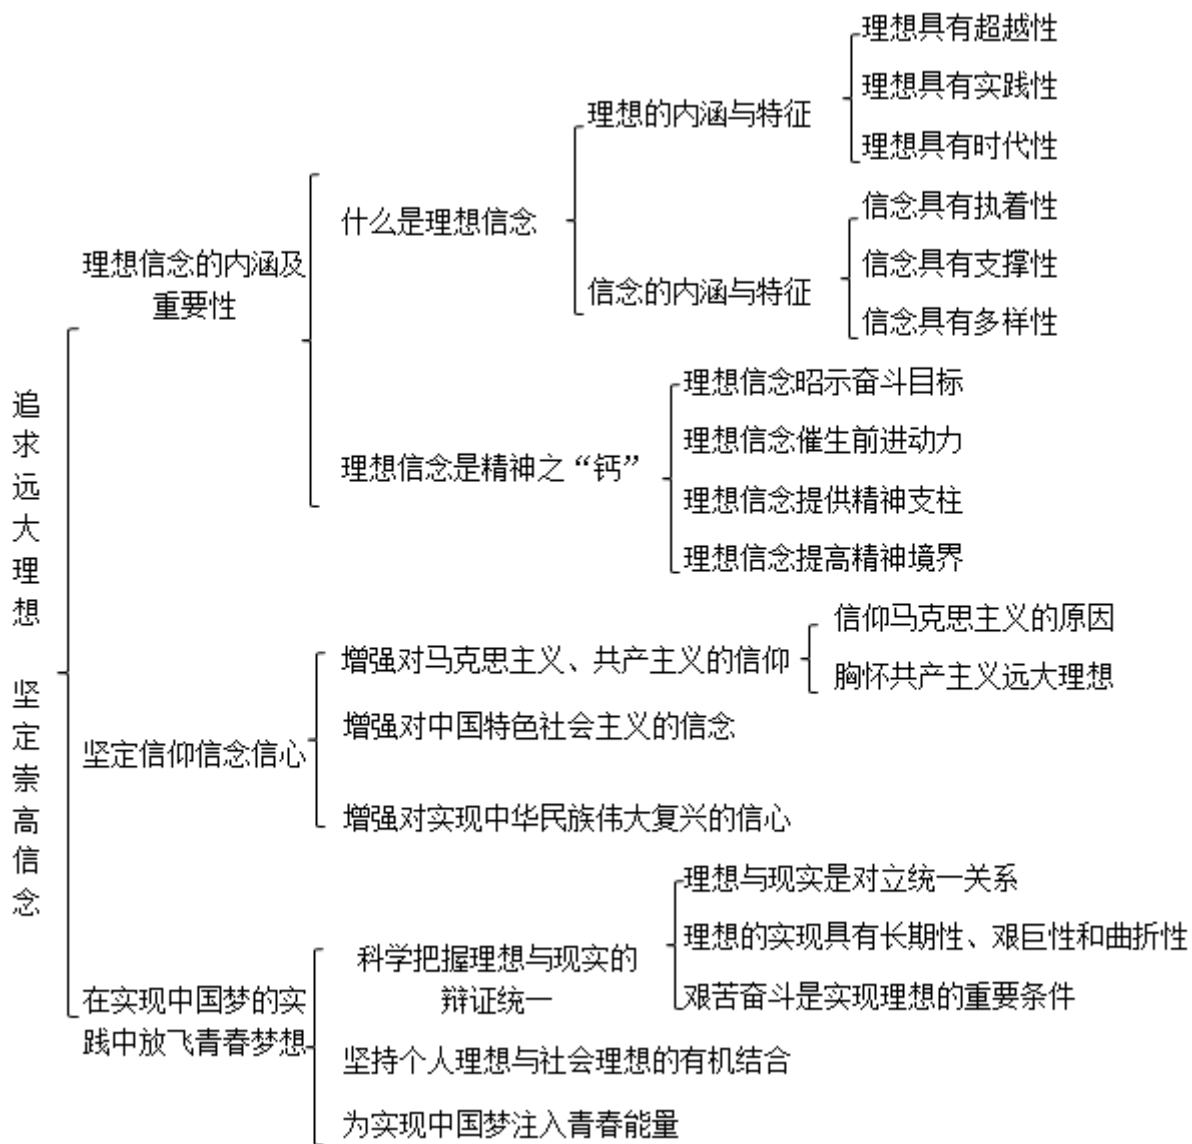 追求远大理想 坚定崇高信念
理想信念的内涵及
重要性
什么是理想信念
理想的内涵与特征
理想具有超越性
理想具有实践性
理想具有时代性
信念的内涵与特征
信念具有执着性
信念具有支撑性
信念具有多样性
理想信念是精神之“钙”
理想信念昭示奋斗目标
理想信念催生前进动力
理想信念提供精神支柱
理想信念提高精神境界
坚定信仰信念信心
增强对马克思主义、共产主义的信仰
信仰马克思主义的原因
胸怀共产主义远大理想
增强对中国特色社会主义的信念
增强对实现中华民族伟大复兴的信心
在实现中国梦的实
践中放飞青春梦想
科学把握理想与现实的
辩证统一
理想与现实是对立统一关系
理想的实现具有长期性、艰巨性和曲折性
艰苦奋斗是实现理想的重要条件
坚持个人理想与社会理想的有机结合
为实现中国梦注入青春能量